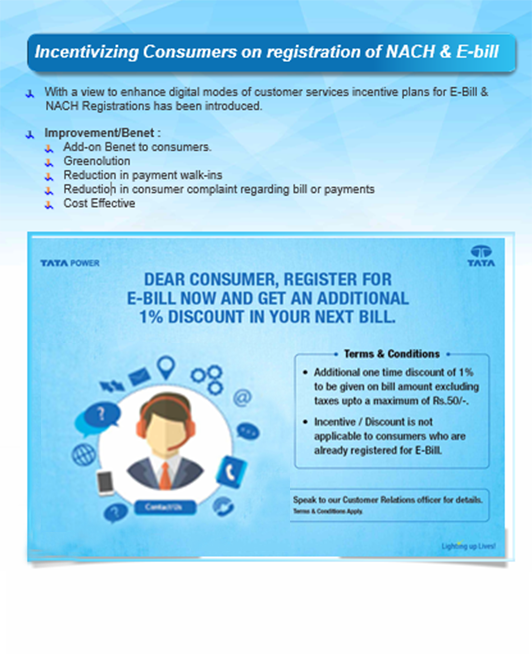 Incentivizing Consumers on registration of NACH & E-bill
With a view to enhance digital modes of customer services incentive plans for E-Bill &
NACH Registrations has been introduced.
Improvement/Benet :
Add-on Benet to consumers.
Greenolution
Reduction in payment walk-ins
Reduction in consumer complaint regarding bill or payments
Cost Effective
TATA POWER
TATA
DEAR CONSUMER, REGISTER FOR
E-BILL NOW AND GET AN ADDITIONAL
1% DISCOUNT IN YOUR NEXT BILL.
Terms & Conditions
• Additional one time discount of 1%
to be given on bill amount excluding
taxes upto a maximum of Rs.50/-.
• Incentive / Discount is not
applicable to consumers who are
already registered for E-Bill.
@
?
?
Contact Us
Speak to our Customer Relations officer for details.
Terms & Conditions Apply.
Lighting up Lives!